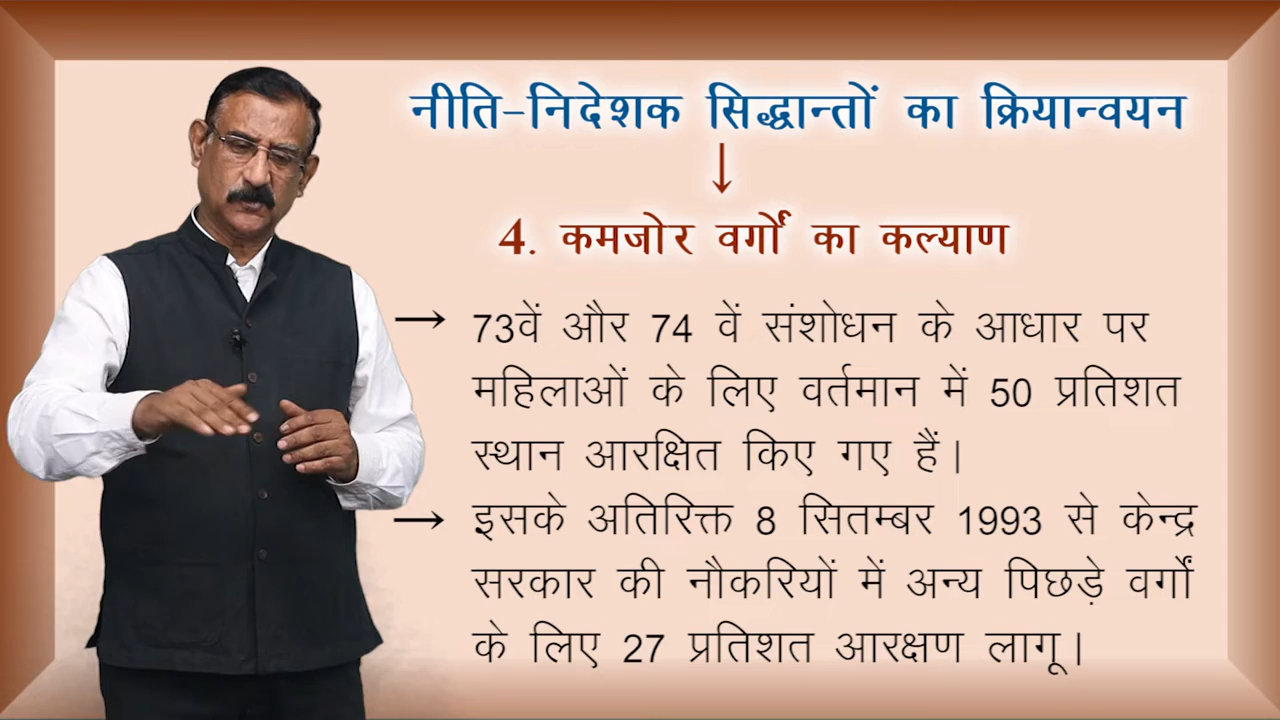 नीति-निदेशक सिद्धान्तों का क्रियान्वयन
↓
4. कमजोर वर्गों का कल्याण
→ 73वें और 74 वें संशोधन के आधार पर
महिलाओं के लिए वर्तमान में 50 प्रतिशत
स्थान आरक्षित किए गए हैं।
→ इसके अतिरिक्त 8 सितम्बर 1993 से केन्द्र
सरकार की नौकरियों में अन्य पिछड़े वर्गों
के लिए 27 प्रतिशत आरक्षण लागू।